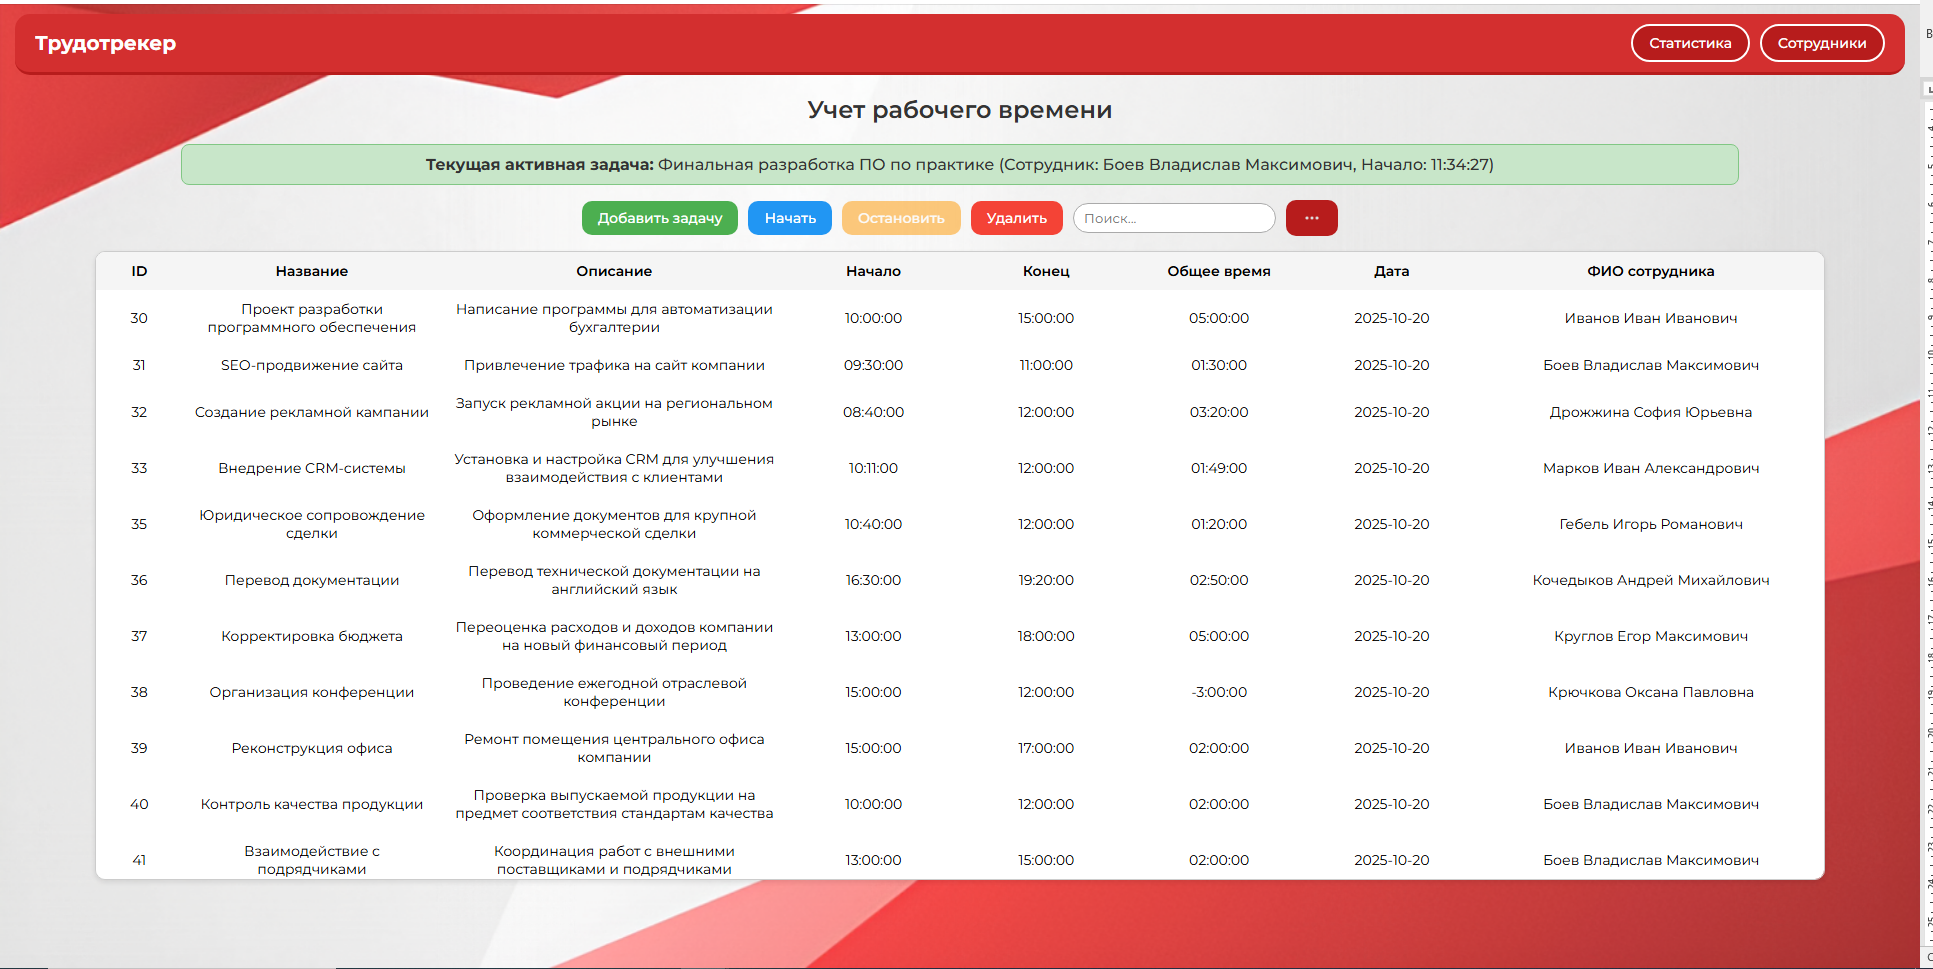 Трудотрекер
Статистика
Сотрудники
Учет рабочего времени
Текущая активная задача: Финальная разработка ПО по практике (Сотрудник: Боев Владислав Максимович, Начало: 11:34:27)
Добавить задачу
Начать
Остановить
Удалить
Поиск...
...
ID Название Описание Начало Конец Общее время Дата ФИО сотрудника
30 Проект разработки программного обеспечения Написание программы для автоматизации бухгалтерии 10:00:00 15:00:00 05:00:00 2025-10-20 Иванов Иван Иванович
31 SEO-продвижение сайта Привлечение трафика на сайт компании 09:30:00 11:00:00 01:30:00 2025-10-20 Боев Владислав Максимович
32 Создание рекламной кампании Запуск рекламной акции на региональном рынке 08:40:00 12:00:00 03:20:00 2025-10-20 Дрожжина София Юрьевна
33 Внедрение CRM-системы Установка и настройка CRM для улучшения взаимодействия с клиентами 10:11:00 12:00:00 01:49:00 2025-10-20 Марков Иван Александрович
35 Юридическое сопровождение сделки Оформление документов для крупной коммерческой сделки 10:40:00 12:00:00 01:20:00 2025-10-20 Гебель Игорь Романович
36 Перевод документации Перевод технической документации на английский язык 16:30:00 19:20:00 02:50:00 2025-10-20 Кочедыков Андрей Михайлович
37 Корректировка бюджета Переоценка расходов и доходов компании на новый финансовый период 13:00:00 18:00:00 05:00:00 2025-10-20 Круглов Егор Максимович
38 Организация конференции Проведение ежегодной отраслевой конференции 15:00:00 12:00:00 -3:00:00 2025-10-20 Крючкова Оксана Павловна
39 Реконструкция офиса Ремонт помещения центрального офиса компании 15:00:00 17:00:00 02:00:00 2025-10-20 Иванов Иван Иванович
40 Контроль качества продукции Проверка выпускаемой продукции на предмет соответствия стандартам качества 10:00:00 12:00:00 02:00:00 2025-10-20 Боев Владислав Максимович
41 Взаимодействие с подрядчиками Координация работ с внешними поставщиками и подрядчиками 13:00:00 15:00:00 02:00:00 2025-10-20 Боев Владислав Максимович